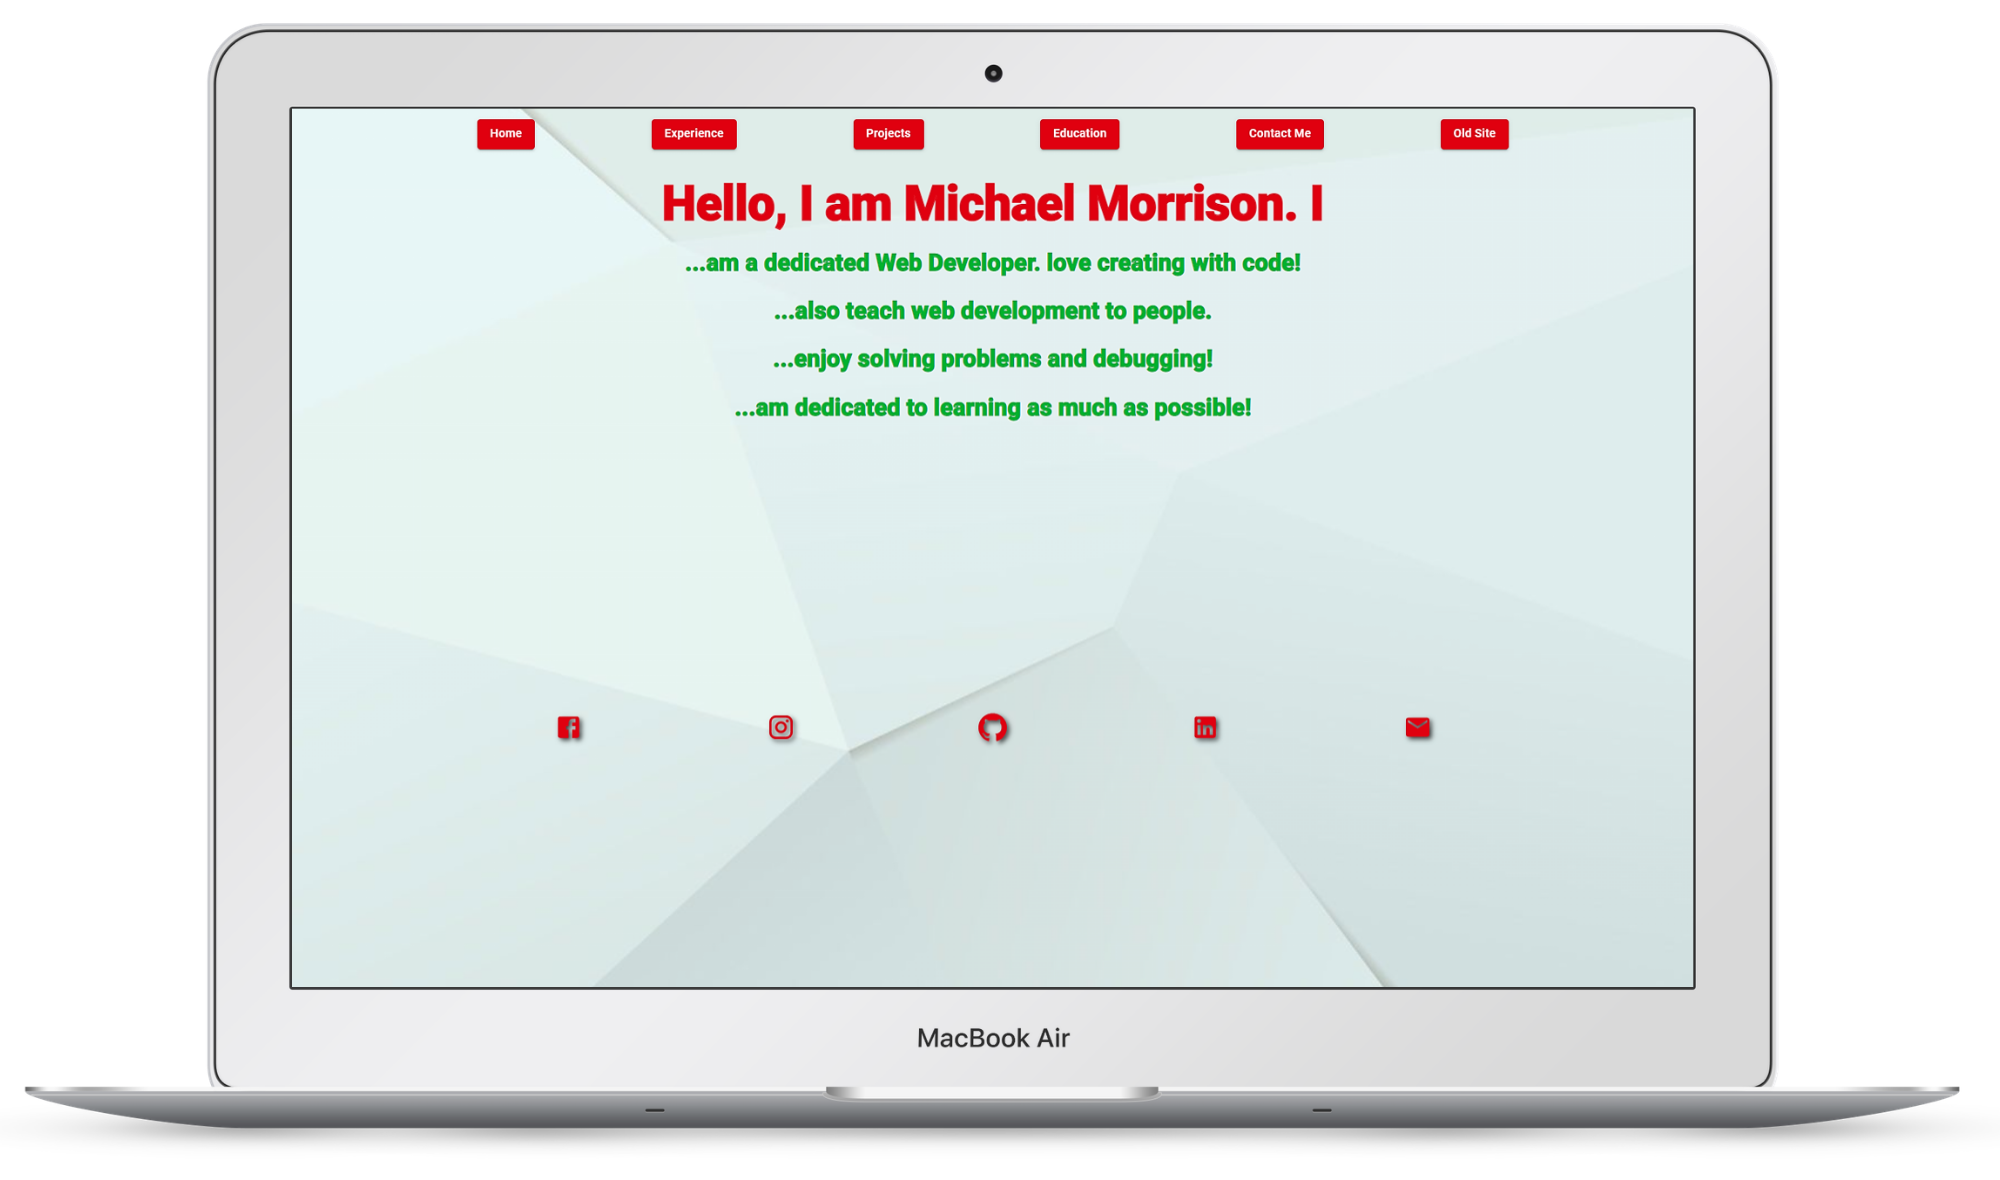 Home Experience Projects Education Contact Me Old Site
Hello, I am Michael Morrison. I
...am a dedicated Web Developer. love creating with code!
...also teach web development to people.
...enjoy solving problems and debugging!
...am dedicated to learning as much as possible!
MacBook Air